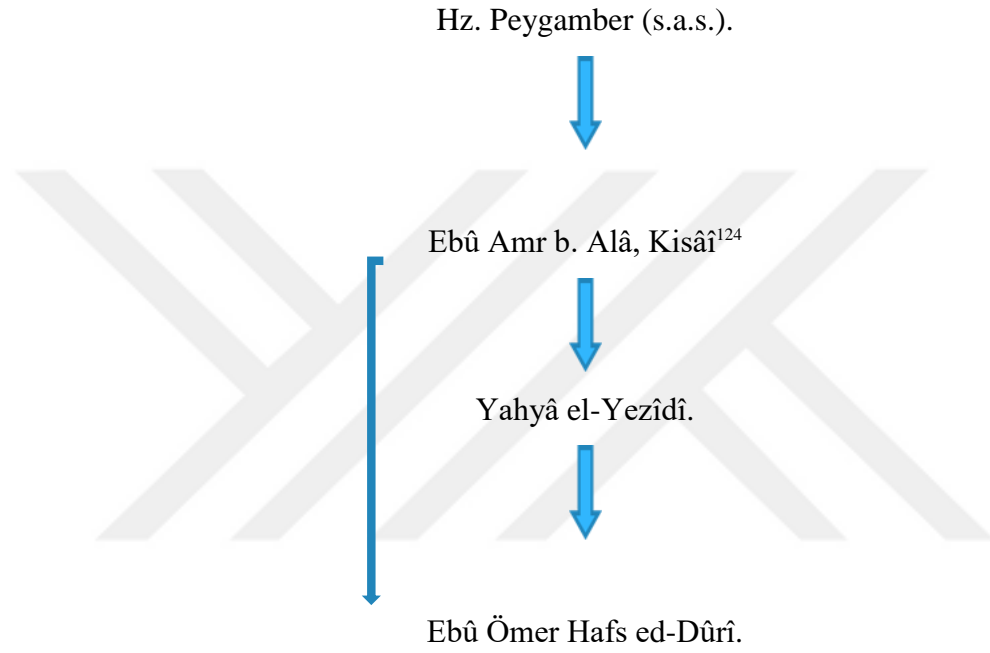 Hz. Peygamber (s.a.s.).
Ebû Amr b. Alâ, Kisâî¹²⁴
Yahyâ el-Yezîdî.
Ebû Ömer Hafs ed-Dûrî.